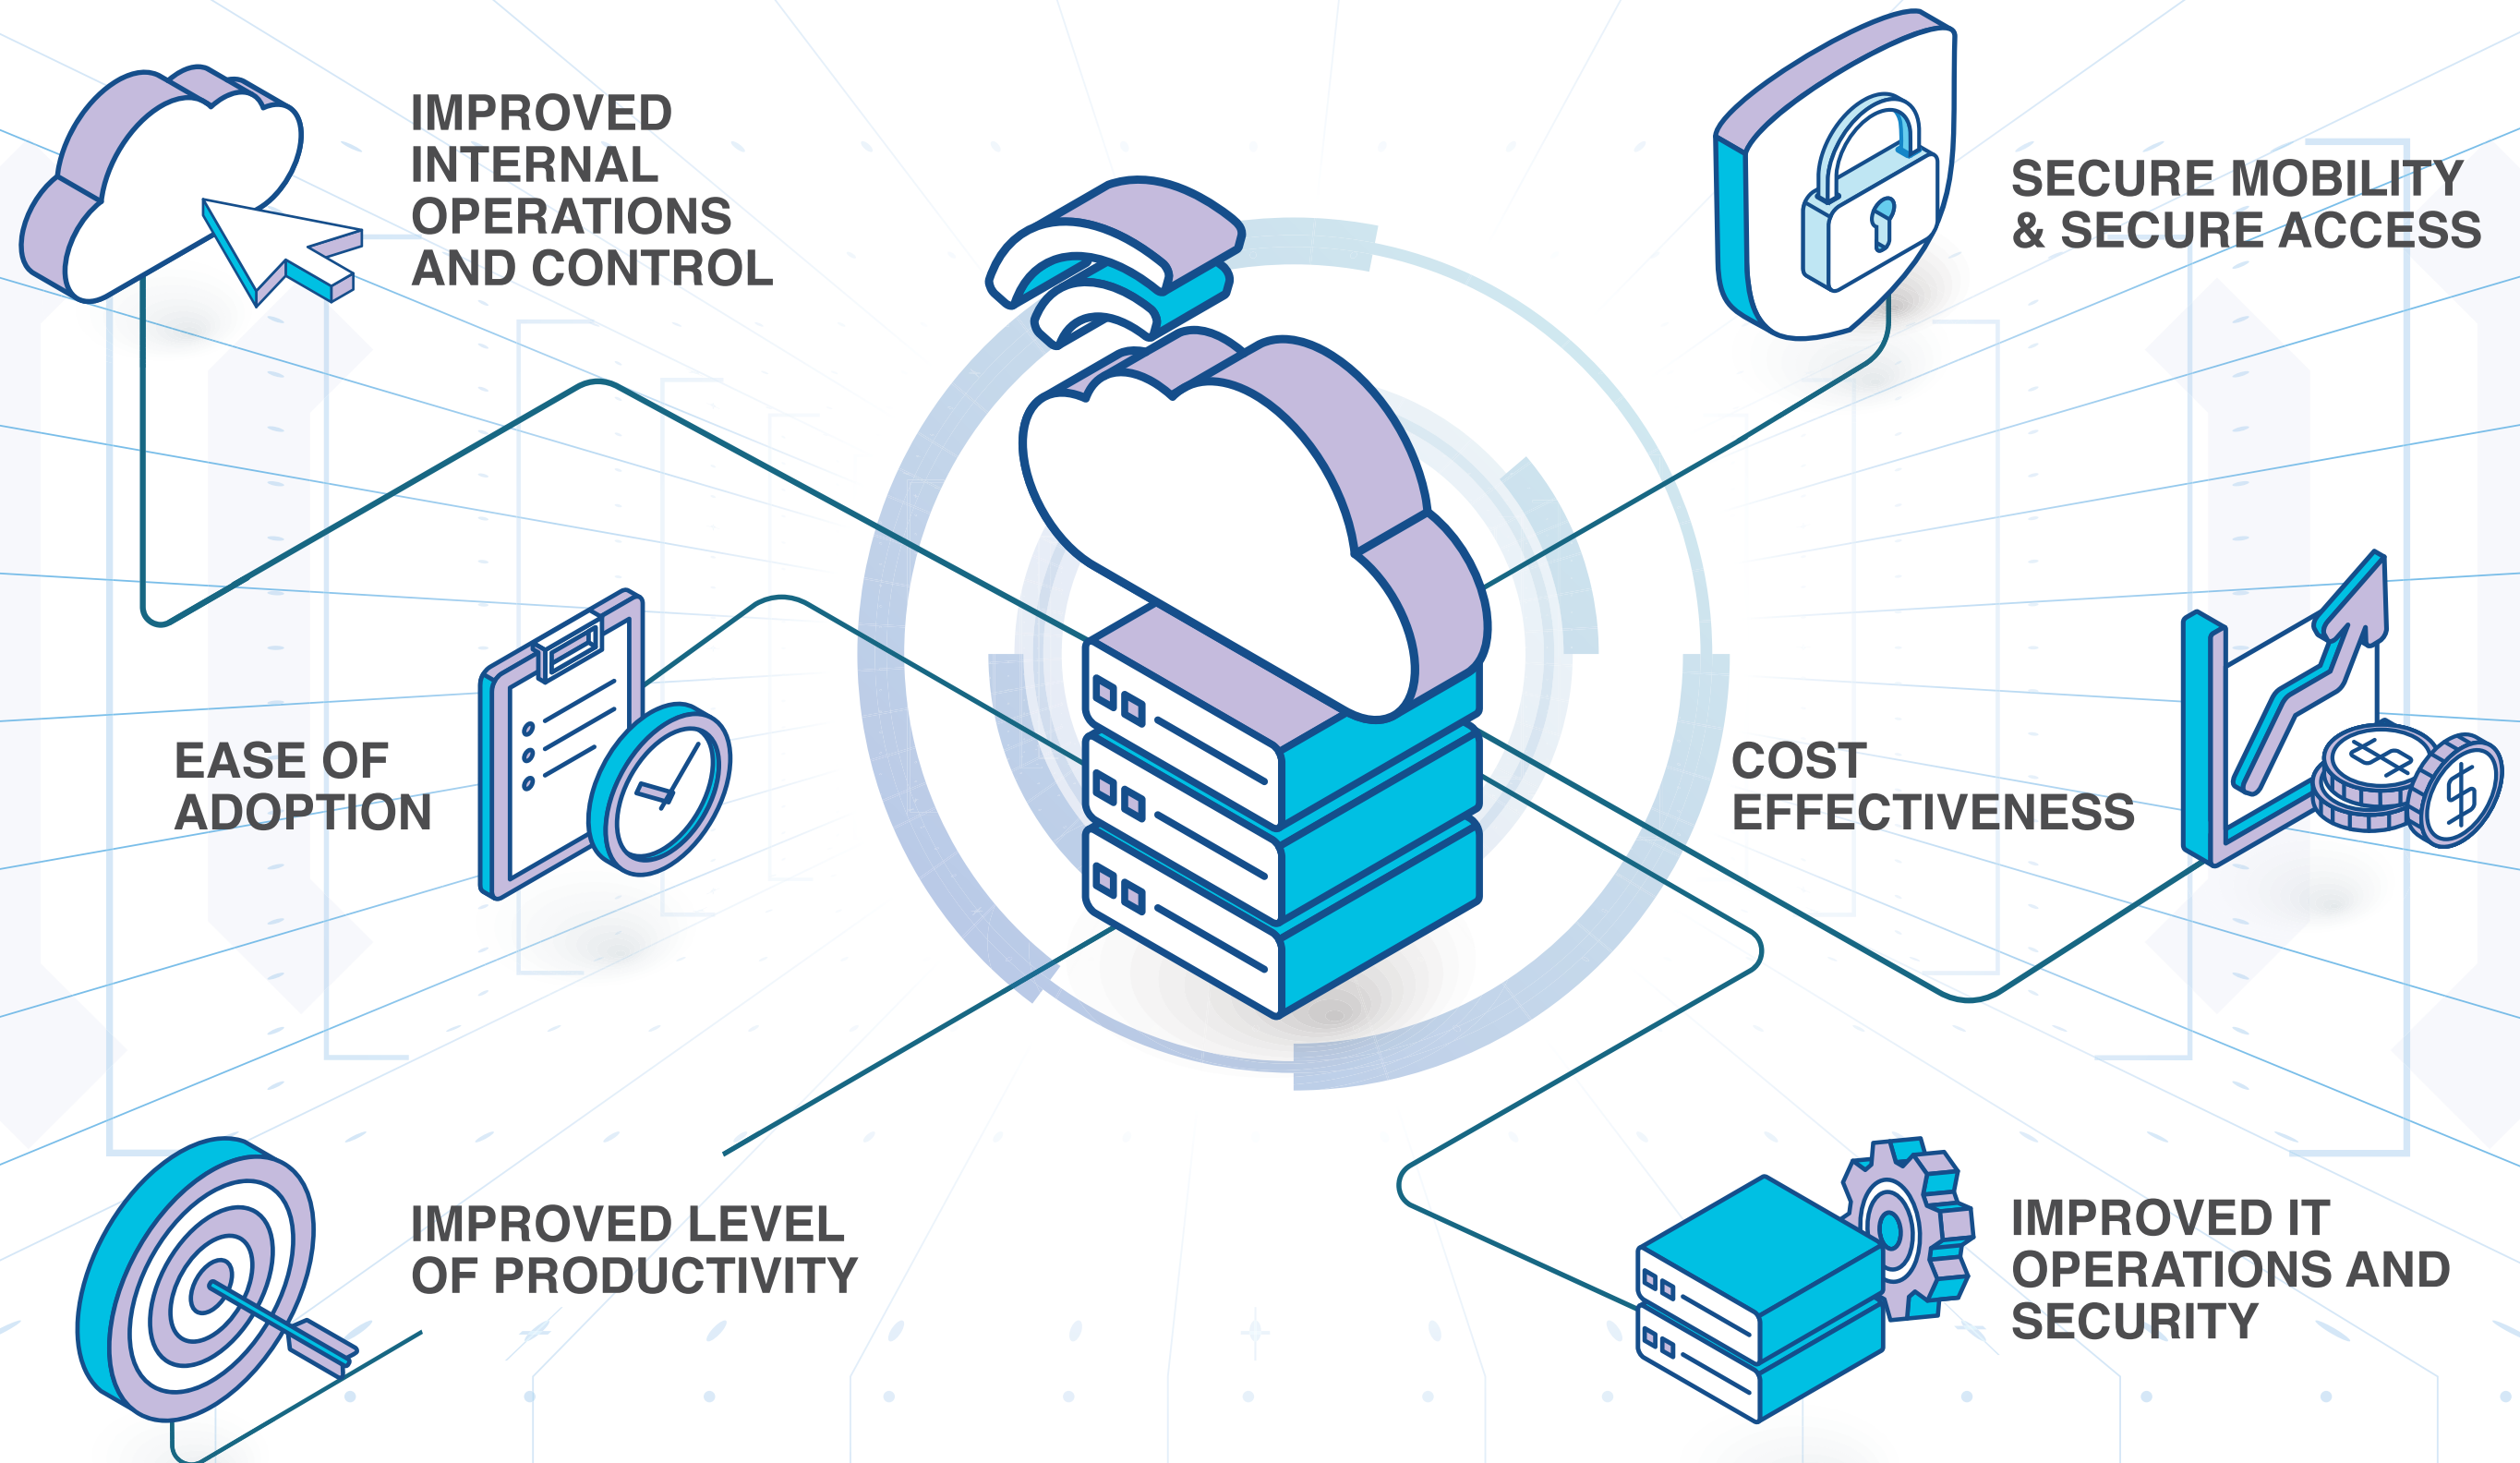 IMPROVED
INTERNAL
OPERATIONS
AND CONTROL
SECURE MOBILITY
& SECURE ACCESS
EASE OF
ADOPTION
COST
EFFECTIVENESS
IMPROVED LEVEL
OF PRODUCTIVITY
IMPROVED IT
OPERATIONS AND
SECURITY